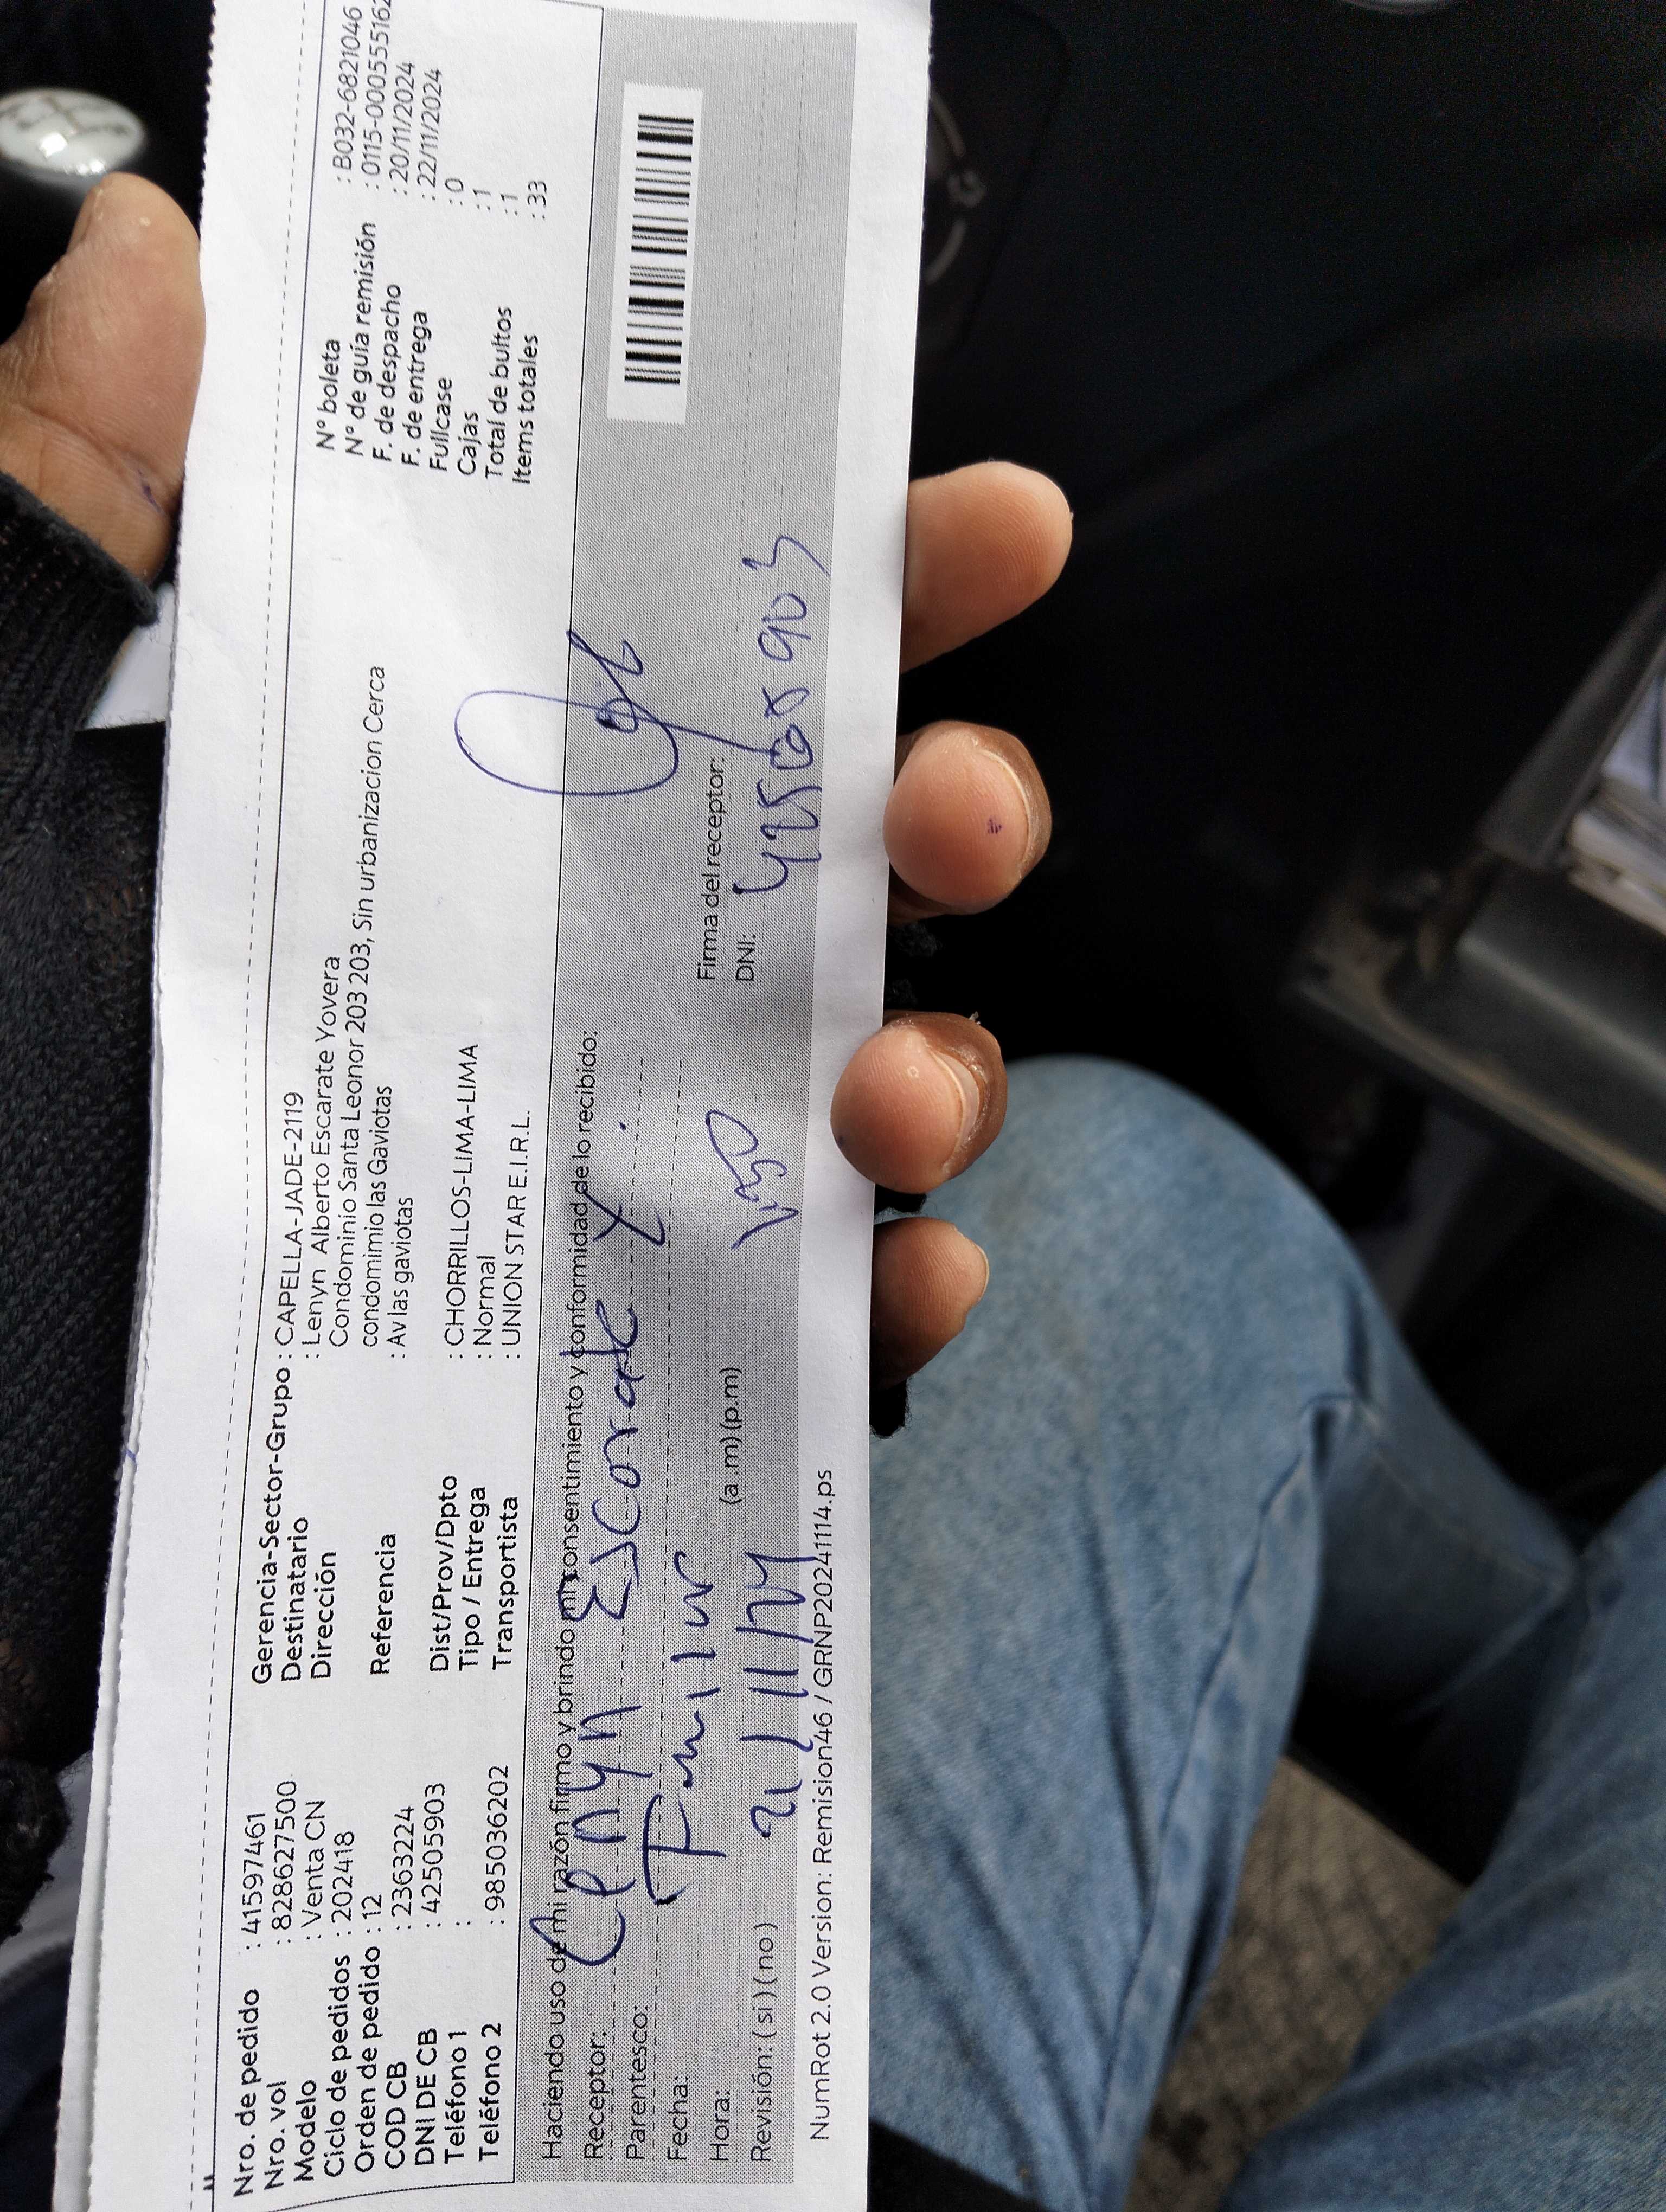 Nro. de pedido : 41597461
Nro. vol : 828627500
Modelo : Venta CN
Ciclo de pedidos : 202418
Orden de pedido : 12
COD CB : 2363224
DNI DE CB : 42505903
Teléfono 1 :
Teléfono 2 : 985036202
Gerencia-Sector-Grupo : CAPELLA-JADE-2119
Destinatario : Lenyn Alberto Escarate Yovera
Dirección Condominio Santa Leonor 203 203, Sin urbanizacion Cerca
condomimio las Gaviotas
Referencia : Av las gaviotas
Dist/Prov/Dpto : CHORRILLOS-LIMA-LIMA
Tipo / Entrega : Normal
Transportista : UNION STAR E.I.R.L.
N° boleta : B032-6821046
N° de guía remisión : 0115-0005555162
F. de despacho : 20/11/2024
F. de entrega : 22/11/2024
Fullcase : 0
Cajas : 1
Total de bultos : 1
Items totales : 33
Haciendo uso de mi razón firmo y brindo mi consentimiento y conformidad de lo recibido:
Receptor: Lenyn Escarate Y.
Parentesco:
Fecha: 21/11/24
Hora: (a.m) (p.m)
Revisión: ( si ) ( no )
Firma del receptor:
DNI: 42505903
NumRot 2.0 Version: Remision46 / GRNP20241114.ps